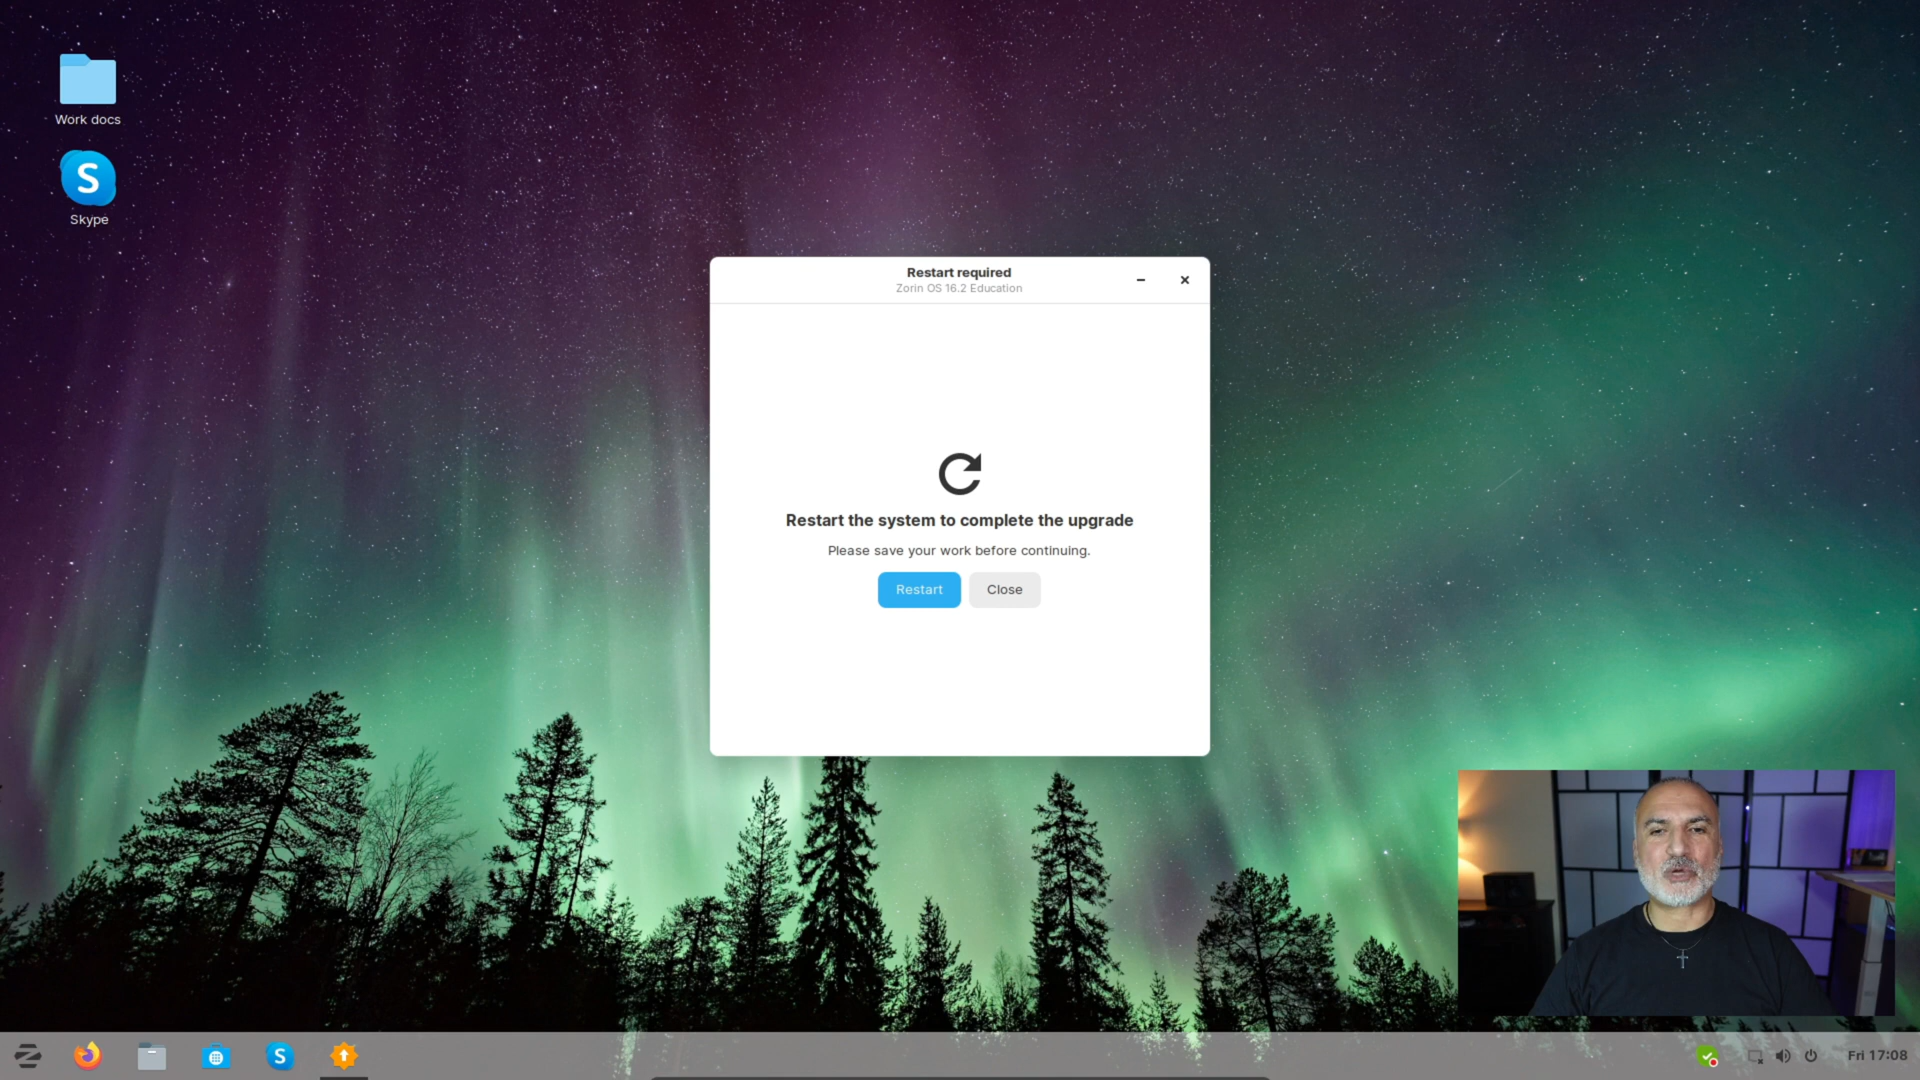 Work docs
S
Skype
Restart required
Zorin OS 16.2 Education
Restart the system to complete the upgrade
Please save your work before continuing.
Restart
Close
S
Fri 17:08